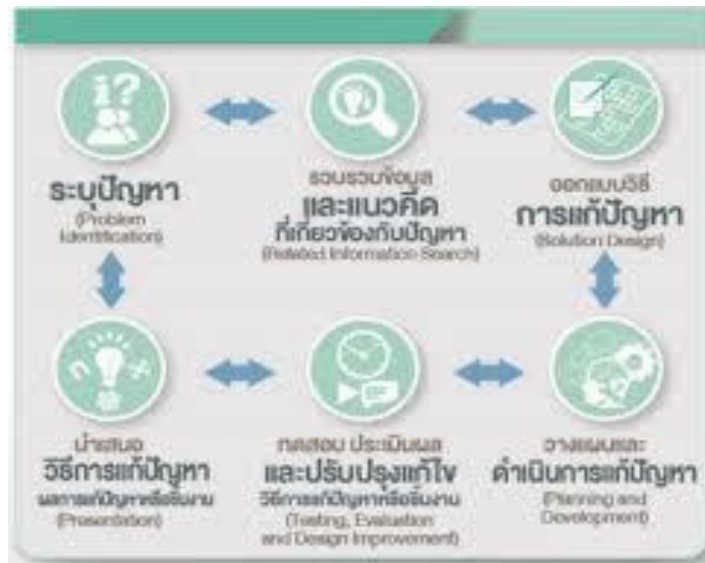 ระบุปัญหา
(Problem
Identification)
รวบรวมข้อมูล
และแนวคิด
ที่เกี่ยวข้องกับปัญหา
(Related Information Search)
ออกแบบวิธี
การแก้ปัญหา
(Solution Design)
นำเสนอ
วิธีการแก้ปัญหา
ผลการแก้ปัญหาหรือชิ้นงาน
(Presentation)
ทดสอบ ประเมินผล
และปรับปรุงแก้ไข
วิธีการแก้ปัญหาหรือชิ้นงาน
(Testing, Evaluation
and Design Improvement)
วางแผนและ
ดำเนินการแก้ปัญหา
(Planning and
Development)